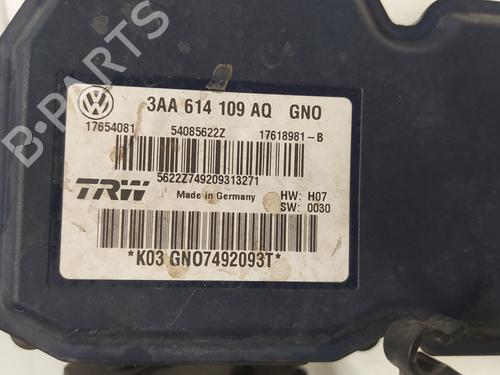 B-PARTS
3AA 614 109 AQ GNO
17654081 54085622Z 17618981-B
5622Z749209313271
TRW Made in Germany HW: H07
SW: 0030
*K03 GNO7492093T*